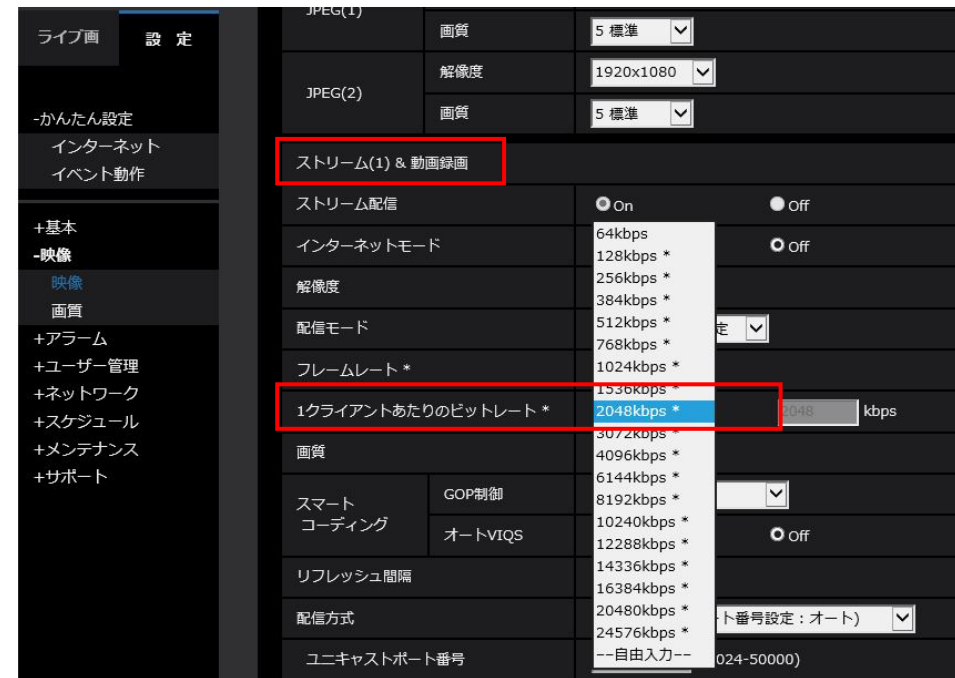 ライブ画
設 定
-かんたん設定
インターネット
イベント動作
+基本
-映像
映像
画質
+アラーム
+ユーザー管理
+ネットワーク
+スケジュール
+メンテナンス
+サポート
JPEG(1)
画質
5 標準
JPEG(2)
解像度
1920x1080
画質
5 標準
ストリーム(1) & 動画録画
ストリーム配信
On
Off
インターネットモード
Off
解像度
配信モード
定
フレームレート *
1クライアントあたりのビットレート *
2048
kbps
画質
スマート
コーディング
GOP制御
オートVIQS
Off
リフレッシュ間隔
配信方式
ト番号設定：オート)
ユニキャストポート番号
024-50000)
64kbps
128kbps *
256kbps *
384kbps *
512kbps *
768kbps *
1024kbps *
1536kbps *
2048kbps *
3072kbps *
4096kbps *
6144kbps *
8192kbps *
10240kbps *
12288kbps *
14336kbps *
16384kbps *
20480kbps *
24576kbps *
--自由入力--